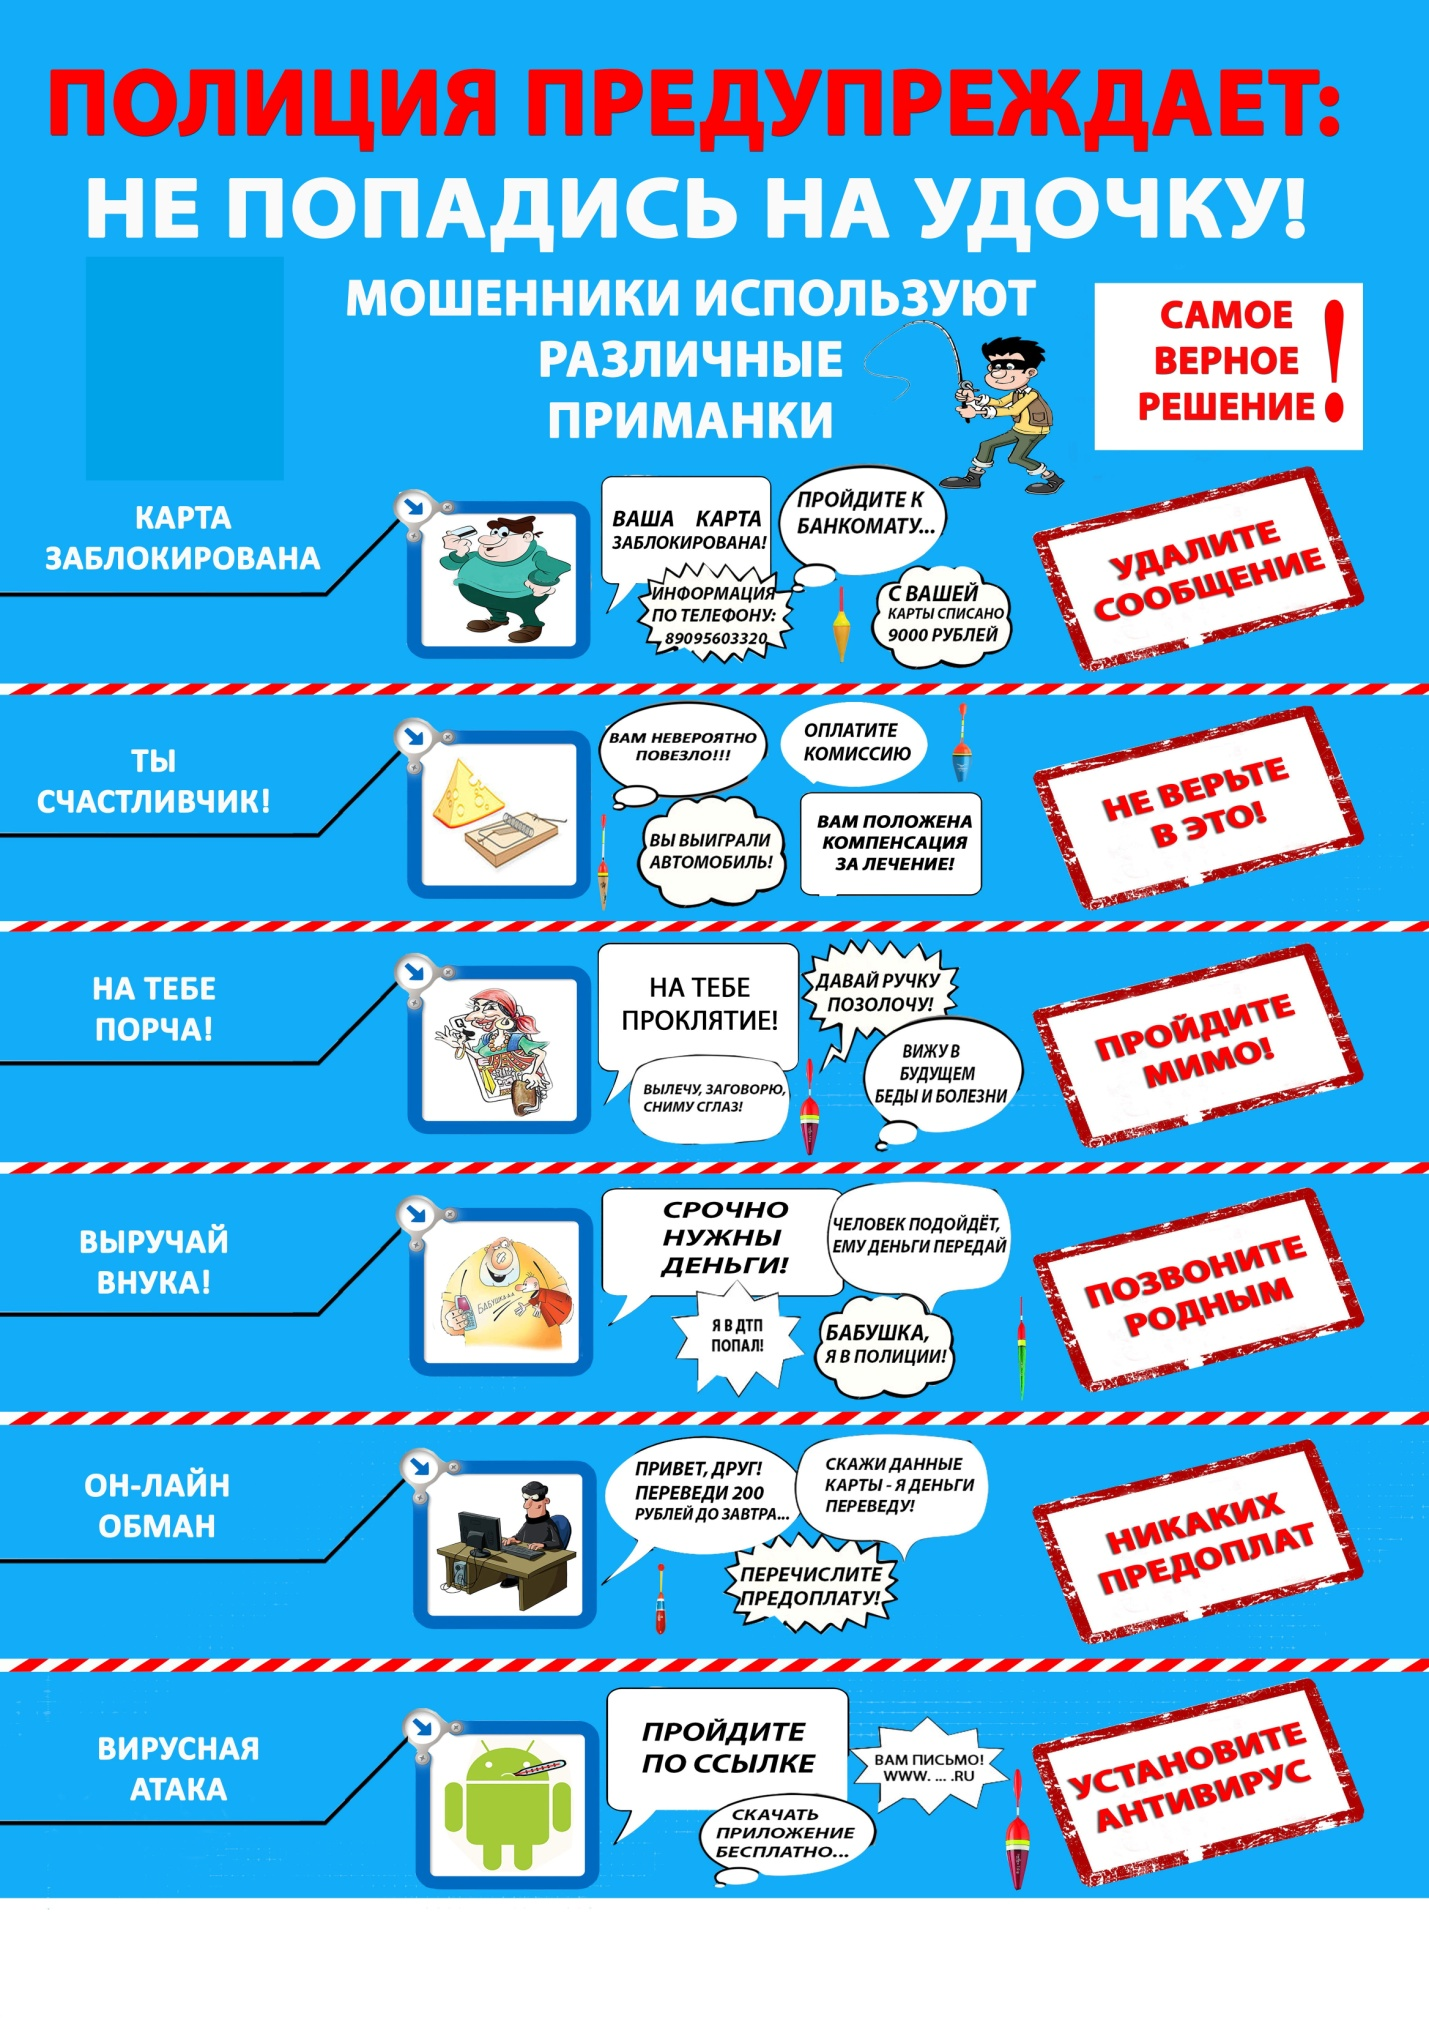 ПОЛИЦИЯ ПРЕДУПРЕЖДАЕТ:
НЕ ПОПАДИСЬ НА УДОЧКУ!
МОШЕННИКИ ИСПОЛЬЗУЮТ
РАЗЛИЧНЫЕ
ПРИМАНКИ
САМОЕ
ВЕРНОЕ
РЕШЕНИЕ!
КАРТА
ЗАБЛОКИРОВАНА
ВАША КАРТА
ЗАБЛОКИРОВАНА!
ПРОЙДИТЕ К
БАНКОМАТУ...
ИНФОРМАЦИЯ
ПО ТЕЛЕФОНУ:
89095603320
С ВАШЕЙ
КАРТЫ СПИСАНО
9000 РУБЛЕЙ
УДАЛИТЕ
СООБЩЕНИЕ
ТЫ
СЧАСТЛИВЧИК!
ВАМ НЕВЕРОЯТНО
ПОВЕЗЛО!!!
ОПЛАТИТЕ
КОМИССИЮ
ВЫ ВЫИГРАЛИ
АВТОМОБИЛЬ!
ВАМ ПОЛОЖЕНА
КОМПЕНСАЦИЯ
ЗА ЛЕЧЕНИЕ!
НЕ ВЕРЬТЕ
В ЭТО!
НА ТЕБЕ
ПОРЧА!
НА ТЕБЕ
ПРОКЛЯТИЕ!
ДАВАЙ РУЧКУ
ПОЗОЛОЧУ!
ВЫЛЕЧУ, ЗАГОВОРЮ,
СНИМУ СГЛАЗ!
ВИЖУ В
БУДУЩЕМ
БЕДЫ И БОЛЕЗНИ
ПРОЙДИТЕ
МИМО!
ВЫРУЧАЙ
ВНУКА!
БАБУШКА..
СРОЧНО
НУЖНЫ
ДЕНЬГИ!
ЧЕЛОВЕК ПОДОЙДЁТ,
ЕМУ ДЕНЬГИ ПЕРЕДАЙ
Я В ДТП
ПОПАЛ!
БАБУШКА,
Я В ПОЛИЦИИ!
ПОЗВОНИТЕ
РОДНЫМ
ОН-ЛАЙН
ОБМАН
ПРИВЕТ, ДРУГ!
ПЕРЕВЕДИ 200
РУБЛЕЙ ДО ЗАВТРА...
СКАЖИ ДАННЫЕ
КАРТЫ - Я ДЕНЬГИ
ПЕРЕВЕДУ!
ПЕРЕЧИСЛИТЕ
ПРЕДОПЛАТУ!
НИКАКИХ
ПРЕДОПЛАТ
ВИРУСНАЯ
АТАКА
ПРОЙДИТЕ
ПО ССЫЛКЕ
ВАМ ПИСЬМО!
WWW. ... .RU
СКАЧАТЬ
ПРИЛОЖЕНИЕ
БЕСПЛАТНО...
УСТАНОВИТЕ
АНТИВИРУС